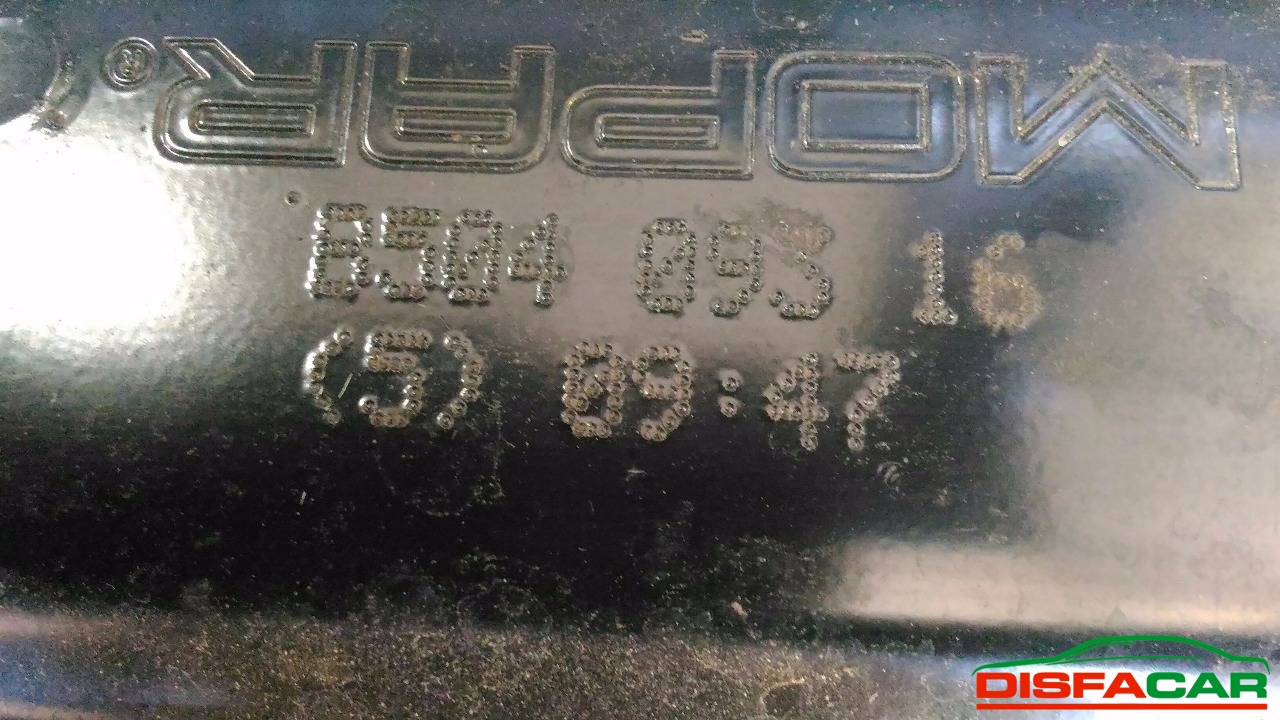 MOPAR®
B504 093 16
(5) 09:47
DISFACAR